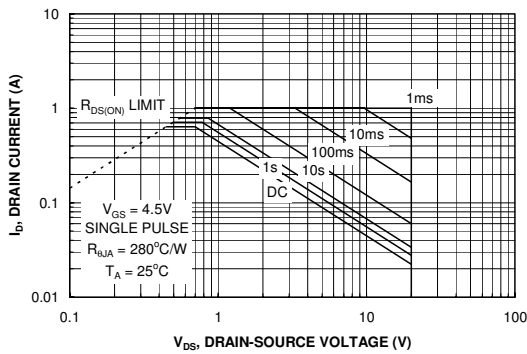 10
1
0.1
0.01
I_D, DRAIN CURRENT (A)
R_DS(ON) LIMIT
1ms
10ms
100ms
1s
10s
DC
V_GS = 4.5V
SINGLE PULSE
R_θJA = 280°C/W
T_A = 25°C
0.1
1
10
100
V_DS, DRAIN-SOURCE VOLTAGE (V)